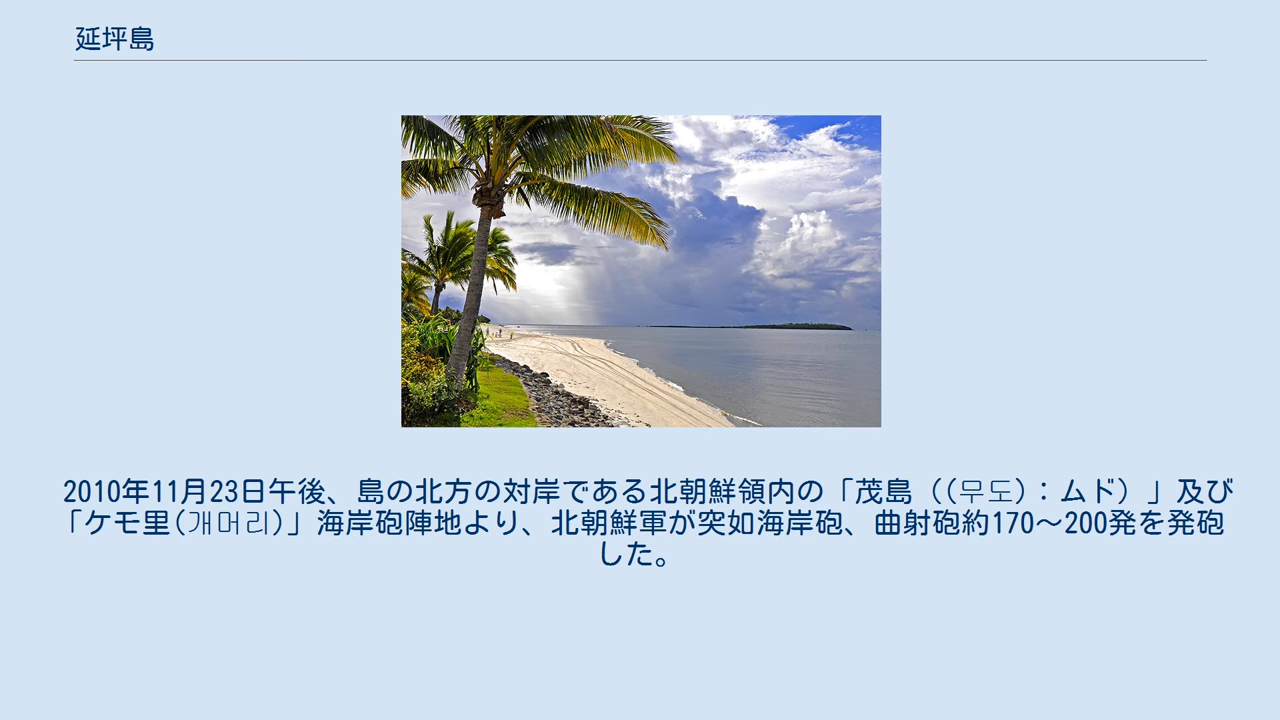 延坪島
2010年11月23日午後、島の北方の対岸である北朝鮮領内の「茂島（(무도)：ムド）」及び
「ケモ里(개머리)」海岸砲陣地より、北朝鮮軍が突如海岸砲、曲射砲約170〜200発を発砲
した。